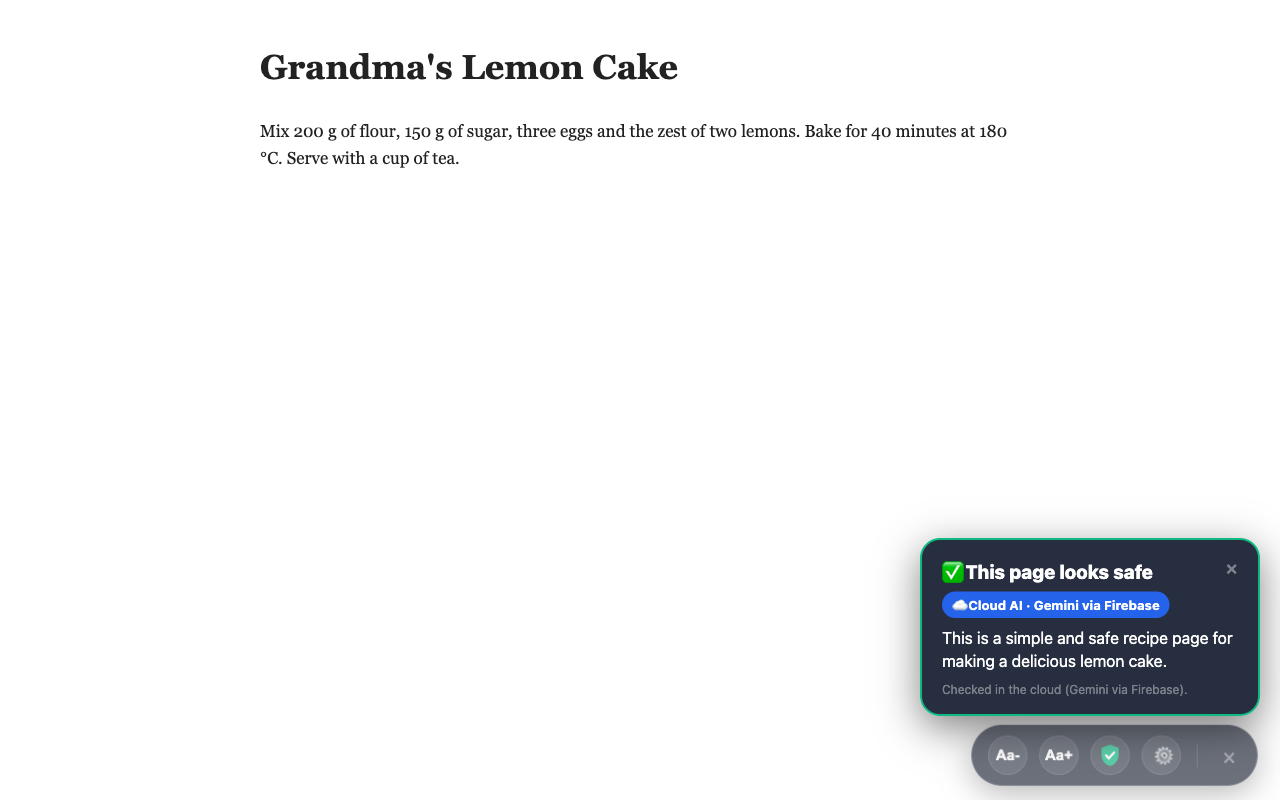 Grandma's Lemon Cake
Mix 200 g of flour, 150 g of sugar, three eggs and the zest of two lemons. Bake for 40 minutes at 180
°C. Serve with a cup of tea.
✅This page looks safe ×
☁️Cloud AI · Gemini via Firebase
This is a simple and safe recipe page for
making a delicious lemon cake.
Checked in the cloud (Gemini via Firebase).
Aa- Aa+ ×